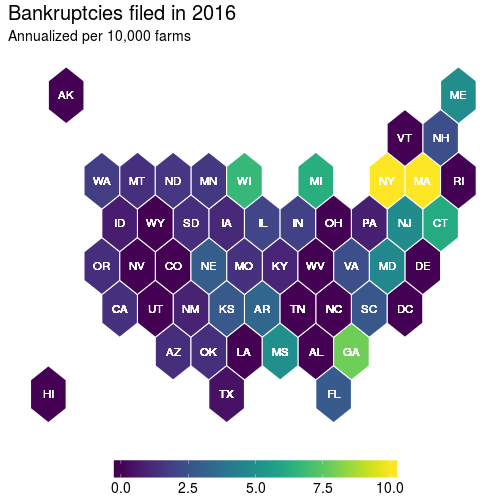 Bankruptcies filed in 2016
Annualized per 10,000 farms
AK ME
VT NH
WA MT ND MN WI MI NY MA RI
ID WY SD IA IL IN OH PA NJ CT
OR NV CO NE MO KY WV VA MD DE
CA UT NM KS AR TN NC SC DC
AZ OK LA MS AL GA
HI TX FL
0.0 2.5 5.0 7.5 10.0